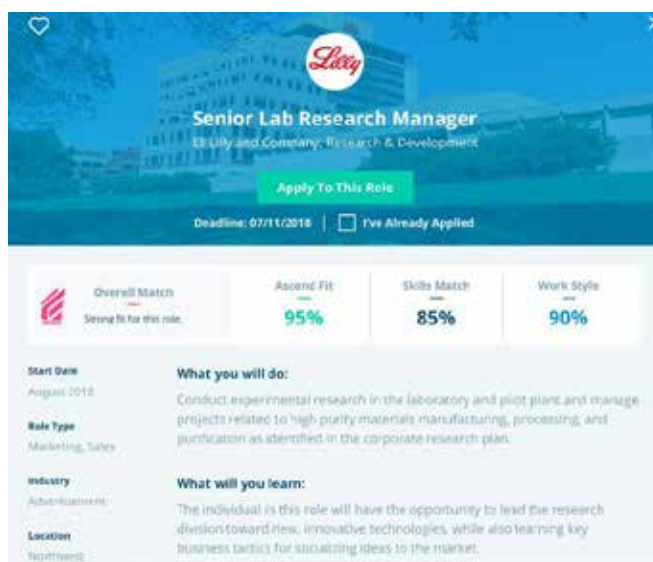 Lilly
Senior Lab Research Manager
Eli Lilly and Company, Research & Development
Apply To This Role
Deadline: 07/11/2018 | I've Already Applied
Overall Match
Strong fit for this role.
Ascend Fit
95%
Skills Match
85%
Work Style
90%
Start Date
August 2018
Role Type
Marketing, Sales
Industry
Advertisement
Location
Northwest
What you will do:
Conduct experimental research in the laboratory and pilot plant and manage
projects related to high purity materials manufacturing, processing, and
purification as identified in the corporate research plan.
What will you learn:
The individual in this role will have the opportunity to lead the research
division toward new, innovative technologies, while also learning key
business tactics for socializing ideas to the market.